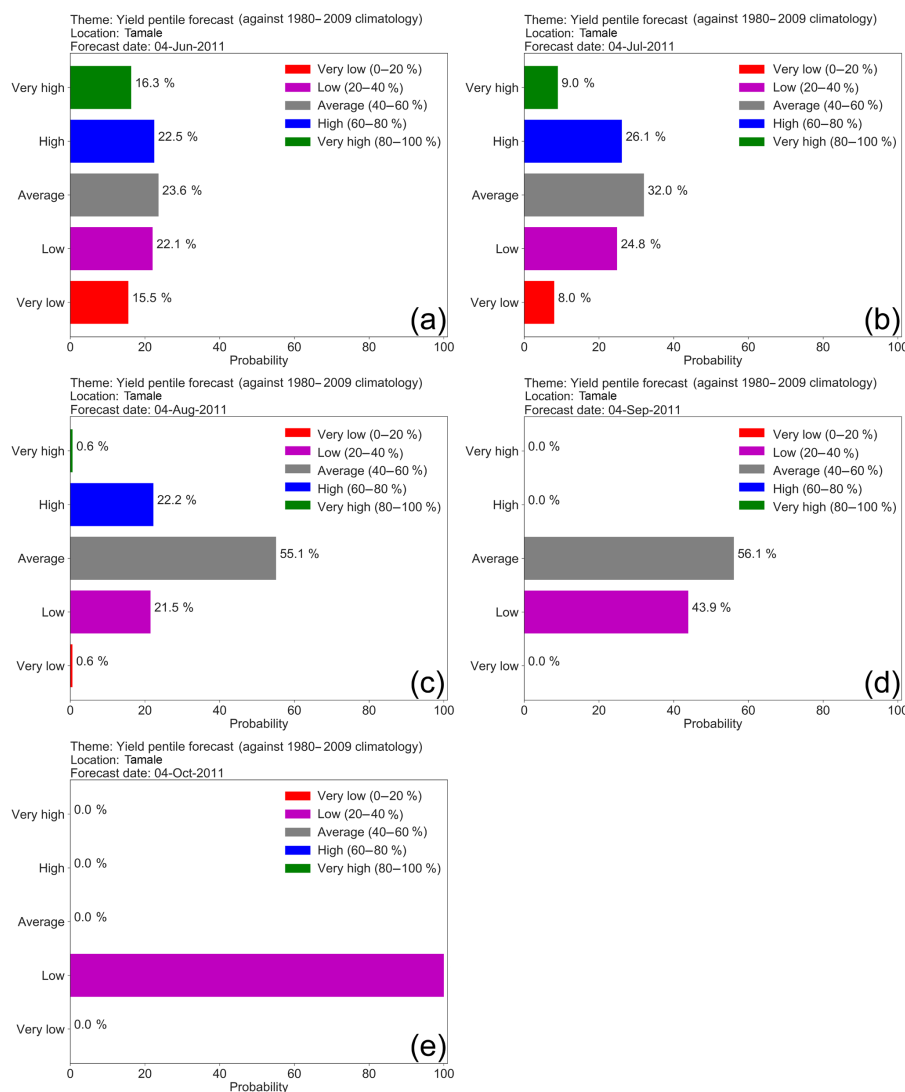 Theme: Yield pentile forecast (against 1980–2009 climatology)
Location: Tamale
Forecast date: 04-Jun-2011
Very low (0–20 %)
Low (20–40 %)
Average (40–60 %)
High (60–80 %)
Very high (80–100 %)
Very high
16.3 %
High
22.5 %
Average
23.6 %
Low
22.1 %
Very low
15.5 %
(a)
0 20 40 60 80 100
Probability
Theme: Yield pentile forecast (against 1980–2009 climatology)
Location: Tamale
Forecast date: 04-Jul-2011
Very low (0–20 %)
Low (20–40 %)
Average (40–60 %)
High (60–80 %)
Very high (80–100 %)
Very high
9.0 %
High
26.1 %
Average
32.0 %
Low
24.8 %
Very low
8.0 %
(b)
0 20 40 60 80 100
Probability
Theme: Yield pentile forecast (against 1980–2009 climatology)
Location: Tamale
Forecast date: 04-Aug-2011
Very low (0–20 %)
Low (20–40 %)
Average (40–60 %)
High (60–80 %)
Very high (80–100 %)
Very high
0.6 %
High
22.2 %
Average
55.1 %
Low
21.5 %
Very low
0.6 %
(c)
0 20 40 60 80 100
Probability
Theme: Yield pentile forecast (against 1980–2009 climatology)
Location: Tamale
Forecast date: 04-Sep-2011
Very low (0–20 %)
Low (20–40 %)
Average (40–60 %)
High (60–80 %)
Very high (80–100 %)
Very high
0.0 %
High
0.0 %
Average
56.1 %
Low
43.9 %
Very low
0.0 %
(d)
0 20 40 60 80 100
Probability
Theme: Yield pentile forecast (against 1980–2009 climatology)
Location: Tamale
Forecast date: 04-Oct-2011
Very low (0–20 %)
Low (20–40 %)
Average (40–60 %)
High (60–80 %)
Very high (80–100 %)
Very high
0.0 %
High
0.0 %
Average
0.0 %
Low
Very low
0.0 %
(e)
0 20 40 60 80 100
Probability